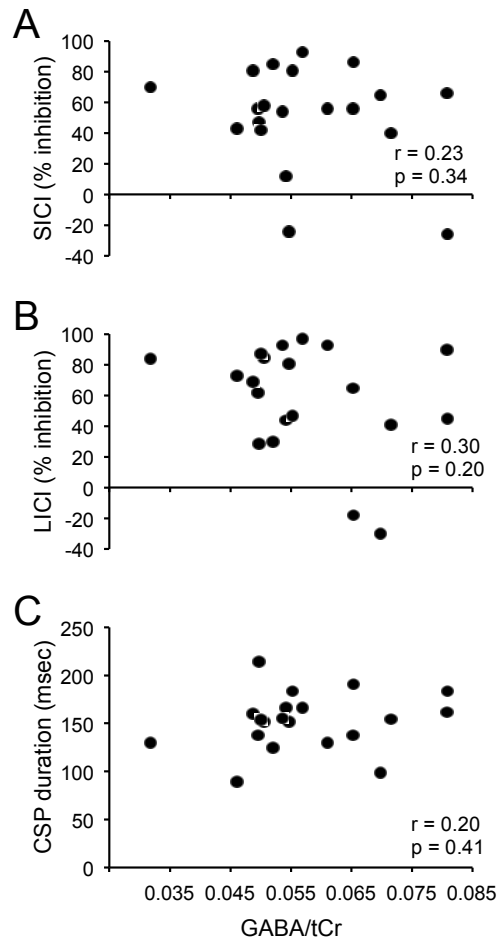 A
SICI (% inhibition)
100
80
60
40
20
0
-20
-40
r = 0.23
p = 0.34
B
LICI (% inhibition)
100
80
60
40
20
0
-20
-40
r = 0.30
p = 0.20
C
CSP duration (msec)
250
200
150
100
50
0
r = 0.20
p = 0.41
0.035 0.045 0.055 0.065 0.075 0.085
GABA/tCr